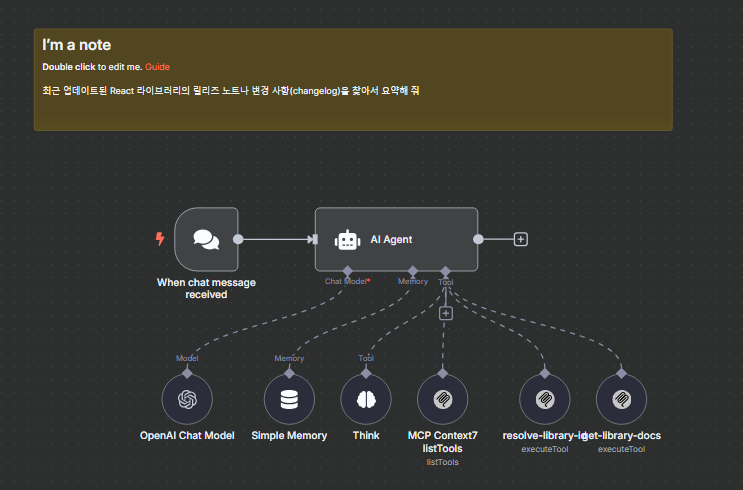 I'm a note
Double click to edit me. Guide
최근 업데이트된 React 라이브러리의 릴리즈 노트나 변경 사항(changelog)을 찾아서 요약해 줘
AI Agent
When chat message
received
Chat Model*
Memory
Tool
Model
Memory
Tool
OpenAI Chat Model
Simple Memory
Think
MCP Context7
listTools
listTools
resolve-library-id
executeTool
get-library-docs
executeTool